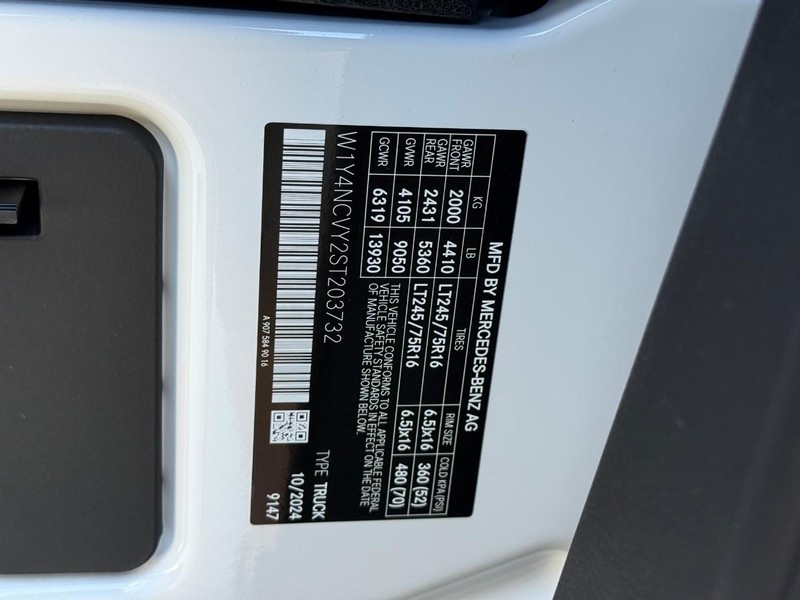 MFD BY MERCEDES-BENZ AG
KG LB TIRES RIM SIZE COLD KPA (PSI)
GAWR FRONT 2000 4410 LT245/75R16 6.5Jx16 360 (52)
GAWR REAR 2431 5360 LT245/75R16 6.5Jx16 480 (70)
GVWR 4105 9050
GCWR 6319 13930
THIS VEHICLE CONFORMS TO ALL APPLICABLE FEDERAL
VEHICLE SAFETY STANDARDS IN EFFECT ON THE DATE
OF MANUFACTURE SHOWN BELOW.
W1Y4NCVY2ST203732
TYPE TRUCK
10/2024
9147
A 907 584 90 16